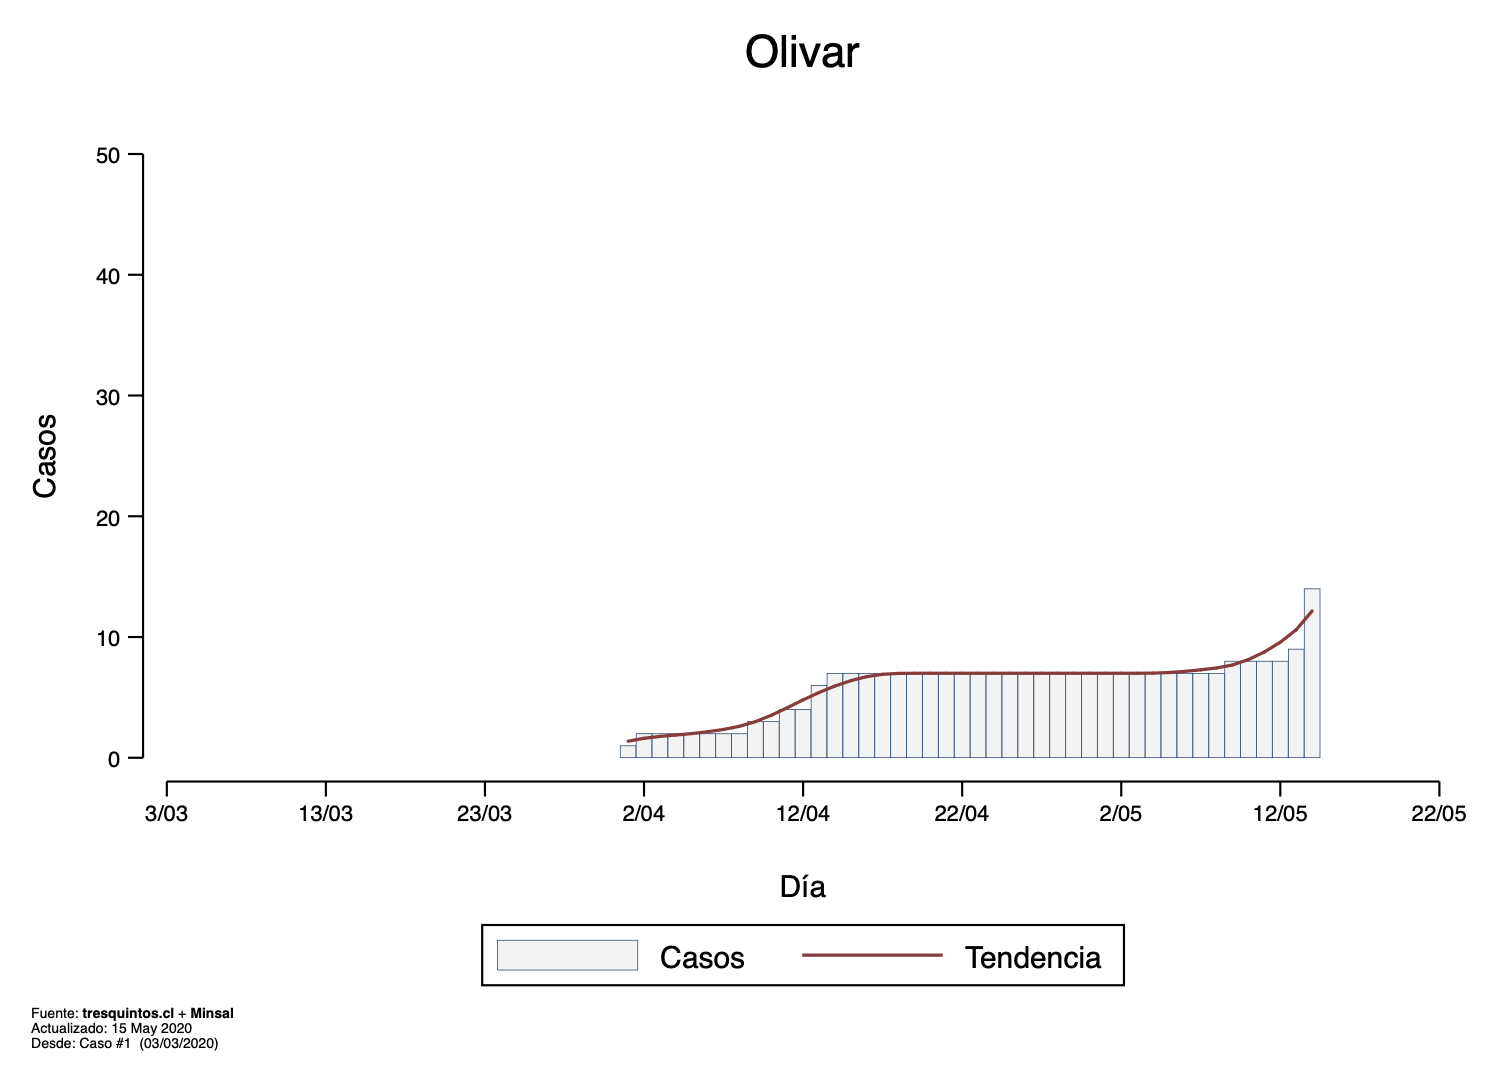 Olivar
50
40
30
20
10
0
Casos
3/03 13/03 23/03 2/04 12/04 22/04 2/05 12/05 22/05
Día
Casos Tendencia
Fuente: tresquintos.cl + Minsal
Actualizado: 15 May 2020
Desde: Caso #1 (03/03/2020)